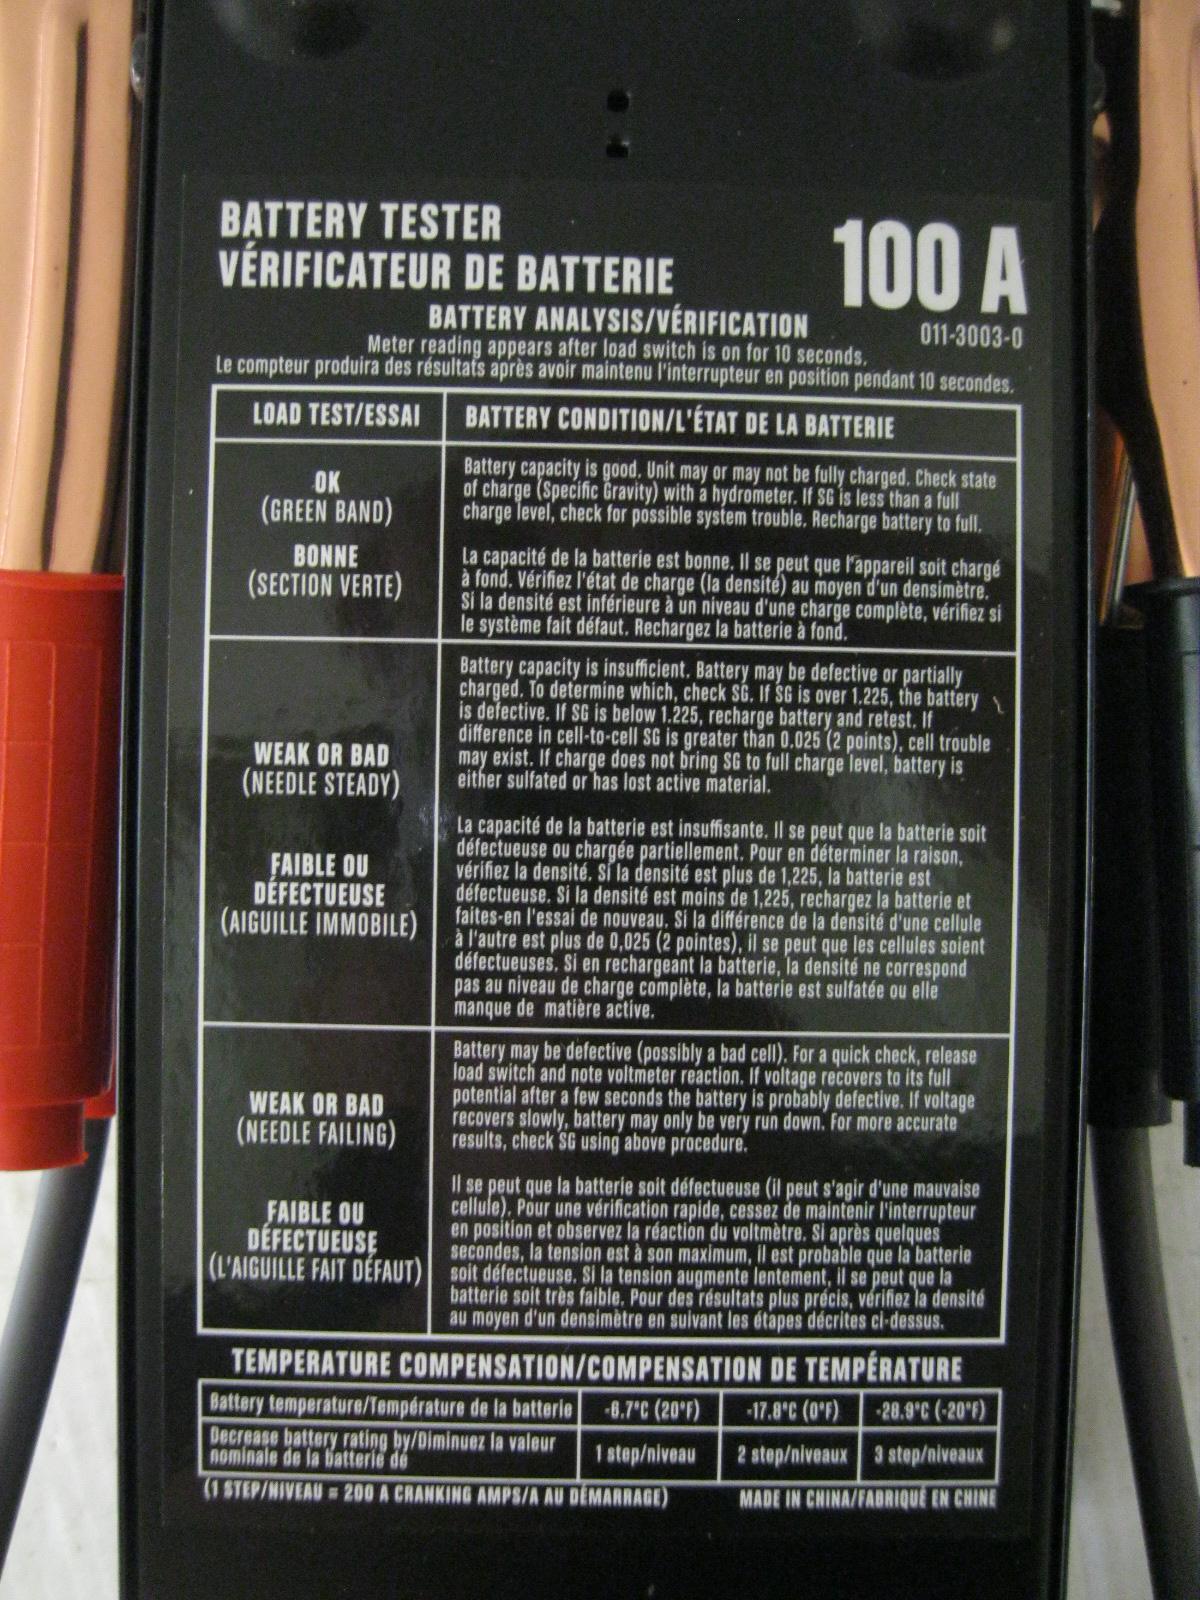 BATTERY TESTER
VÉRIFICATEUR DE BATTERIE
100 A
011-3003-0
BATTERY ANALYSIS/VÉRIFICATION
Meter reading appears after load switch is on for 10 seconds.
Le compteur produira des résultats après avoir maintenu l'interrupteur en position pendant 10 secondes.
LOAD TEST/ESSAI
BATTERY CONDITION/L'ÉTAT DE LA BATTERIE
OK
(GREEN BAND)
BONNE
(SECTION VERTE)
Battery capacity is good. Unit may or may not be fully charged. Check state
of charge (Specific Gravity) with a hydrometer. If SG is less than a full
charge level, check for possible system trouble. Recharge battery to full.
La capacité de la batterie est bonne. Il se peut que l'appareil soit chargé
à fond. Vérifiez l'état de charge (la densité) au moyen d'un densimètre.
Si la densité est inférieure à un niveau d'une charge complète, vérifiez si
le système fait défaut. Rechargez la batterie à fond.
WEAK OR BAD
(NEEDLE STEADY)
FAIBLE OU
DÉFECTUEUSE
(AIGUILLE IMMOBILE)
Battery capacity is insufficient. Battery may be defective or partially
charged. To determine which, check SG. If SG is over 1.225, the battery
is defective. If SG is below 1.225, recharge battery and retest. If
difference in cell-to-cell SG is greater than 0.025 (2 points), cell trouble
may exist. If charge does not bring SG to full charge level, battery is
either sulfated or has lost active material.
La capacité de la batterie est insuffisante. Il se peut que la batterie soit
défectueuse ou chargée partiellement. Pour en déterminer la raison,
vérifiez la densité. Si la densité est plus de 1,225, la batterie est
défectueuse. Si la densité est moins de 1,225, rechargez la batterie et
faites-en l'essai de nouveau. Si la différence de la densité d'une cellule
à l'autre est plus de 0,025 (2 pointes), il se peut que les cellules soient
défectueuses. Si en rechargeant la batterie, la densité ne correspond
pas au niveau de charge complète, la batterie est sulfatée ou elle
manque de matière active.
WEAK OR BAD
(NEEDLE FAILING)
FAIBLE OU
DÉFECTUEUSE
(L'AIGUILLE FAIT DÉFAUT)
Battery may be defective (possibly a bad cell). For a quick check, release
load switch and note voltmeter reaction. If voltage recovers to its full
potential after a few seconds the battery is probably defective. If voltage
recovers slowly, battery may only be very run down. For more accurate
results, check SG using above procedure.
Il se peut que la batterie soit défectueuse (il peut s'agir d'une mauvaise
cellule). Pour une vérification rapide, cessez de maintenir l'interrupteur
en position et observez la réaction du voltmètre. Si après quelques
secondes, la tension est à son maximum, il est probable que la batterie
soit défectueuse. Si la tension augmente lentement, il se peut que la
batterie soit très faible. Pour des résultats plus précis, vérifiez la densité
au moyen d'un densimètre en suivant les étapes décrites ci-dessus.
TEMPERATURE COMPENSATION/COMPENSATION DE TEMPÉRATURE
Battery temperature/Température de la batterie
-6.7°C (20°F)
-17.8°C (0°F)
-28.9°C (-20°F)
Decrease battery rating by/Diminuez la valeur
nominale de la batterie de
1 step/niveau
2 step/niveaux
3 step/niveaux
(1 STEP/NIVEAU = 200 A CRANKING AMPS/A AU DÉMARRAGE)
MADE IN CHINA/FABRIQUÉ EN CHINE